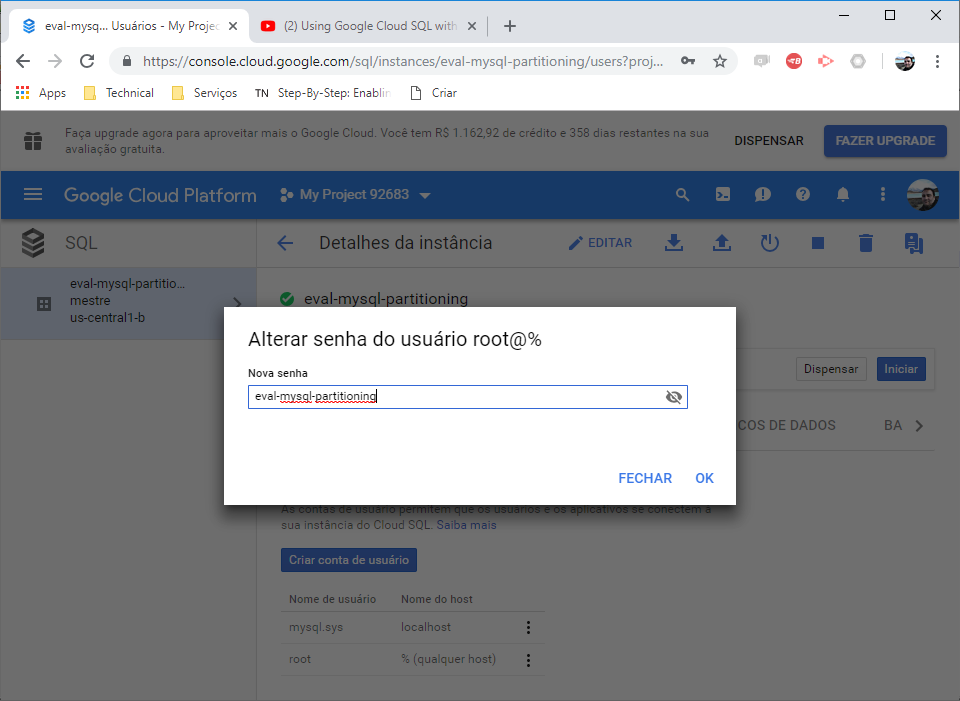 eval-mysq... Usuários - My Projec
(2) Using Google Cloud SQL with
https://console.cloud.google.com/sql/instances/eval-mysql-partitioning/users?proj...
Apps
Technical
Serviços
TN Step-By-Step: Enablin
Criar
Faça upgrade agora para aproveitar mais o Google Cloud. Você tem R$ 1.162,92 de crédito e 358 dias restantes na sua
avaliação gratuita.
DISPENSAR
FAZER UPGRADE
Google Cloud Platform
My Project 92683
SQL
Detalhes da instância
EDITAR
eval-mysql-partitio...
mestre
us-central1-b
eval-mysql-partitioning
Alterar senha do usuário root@%
Nova senha
eval-mysql-partitioning
FECHAR
OK
Dispensar
Iniciar
COS DE DADOS
BA
As contas de usuário permitem que os usuários e os aplicativos se conectem à
sua instância do Cloud SQL. Saiba mais
Criar conta de usuário
Nome de usuário
Nome do host
mysql.sys
localhost
root
% (qualquer host)